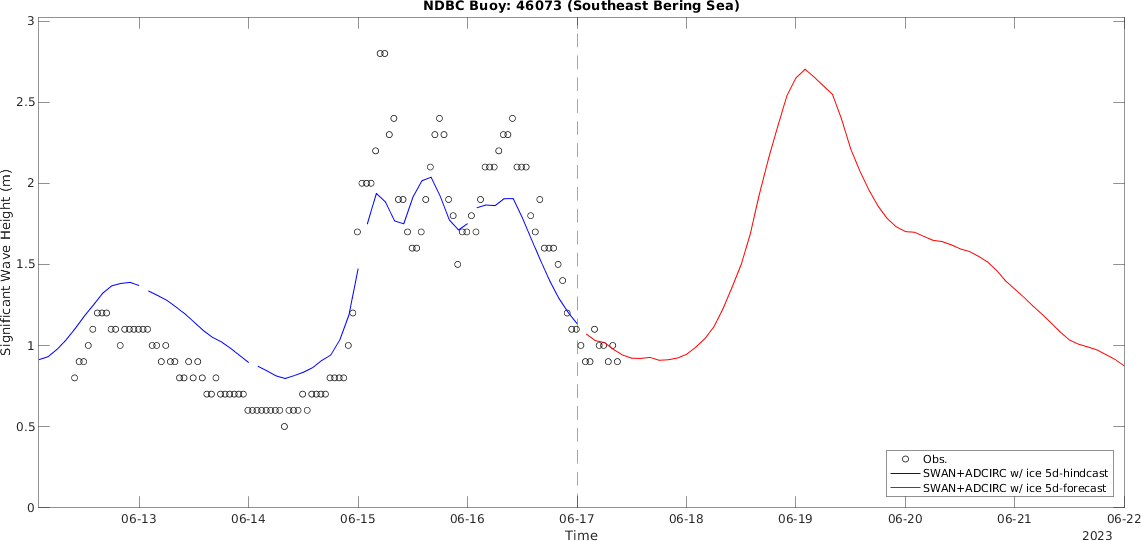 NDBC Buoy: 46073 (Southeast Bering Sea)
3
2.5
2
1.5
1
0.5
0
Significant Wave Height (m)
Obs.
SWAN+ADCIRC w/ ice 5d-hindcast
SWAN+ADCIRC w/ ice 5d-forecast
06-13 06-14 06-15 06-16 06-17 06-18 06-19 06-20 06-21 06-22
Time
2023